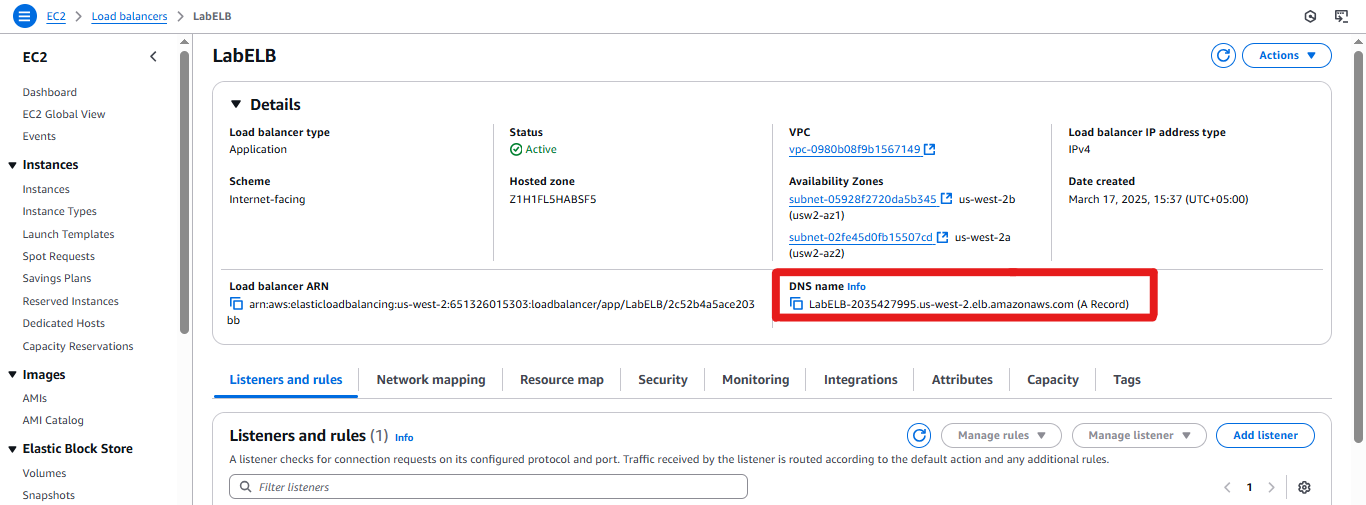 EC2 > Load balancers > LabELB
EC2
Dashboard
EC2 Global View
Events
Instances
Instances
Instance Types
Launch Templates
Spot Requests
Savings Plans
Reserved Instances
Dedicated Hosts
Capacity Reservations
Images
AMIs
AMI Catalog
Elastic Block Store
Volumes
Snapshots
LabELB
Actions
Details
Load balancer type
Application
Status
Active
VPC
vpc-0980b08f9b1567149
Load balancer IP address type
IPv4
Scheme
Internet-facing
Hosted zone
Z1H1FL5HABSF5
Availability Zones
subnet-05928f2720da5b345 us-west-2b
(usw2-az1)
subnet-02fe45d0fb15507cd us-west-2a
(usw2-az2)
Date created
March 17, 2025, 15:37 (UTC+05:00)
Load balancer ARN
arn:aws:elasticloadbalancing:us-west-2:651326015303:loadbalancer/app/LabELB/2c52b4a5ace203
bb
DNS name Info
LabELB-2035427995.us-west-2.elb.amazonaws.com (A Record)
Listeners and rules
Network mapping
Resource map
Security
Monitoring
Integrations
Attributes
Capacity
Tags
Listeners and rules (1) Info
Manage rules
Manage listener
Add listener
A listener checks for connection requests on its configured protocol and port. Traffic received by the listener is routed according to the default action and any additional rules.
Filter listeners
1